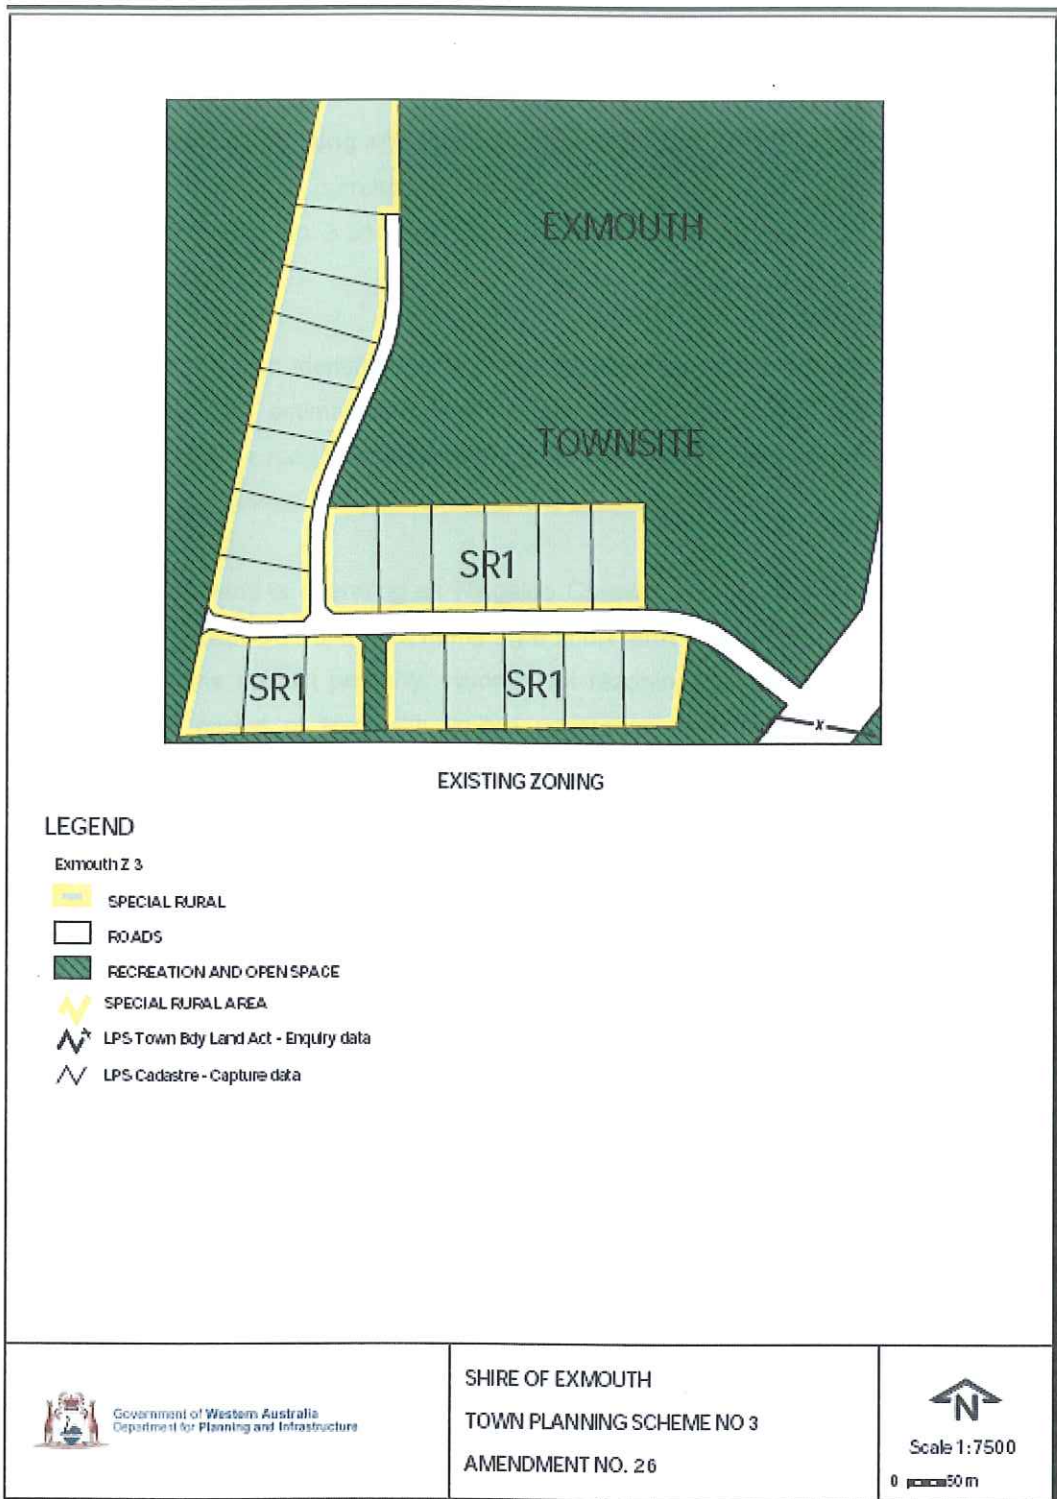 EXMOUTH
TOWNSITE
SR1
SR1
SR1
x
EXISTING ZONING
LEGEND
Exmouth Z 3
SPECIAL RURAL
ROADS
RECREATION AND OPEN SPACE
SPECIAL RURAL AREA
LPS Town Bdy Land Act - Enquiry data
LPS Cadastre - Capture data
Government of Western Australia
Department for Planning and Infrastructure
SHIRE OF EXMOUTH
TOWN PLANNING SCHEME NO 3
AMENDMENT NO. 26
N
Scale 1:7500
0 50 m